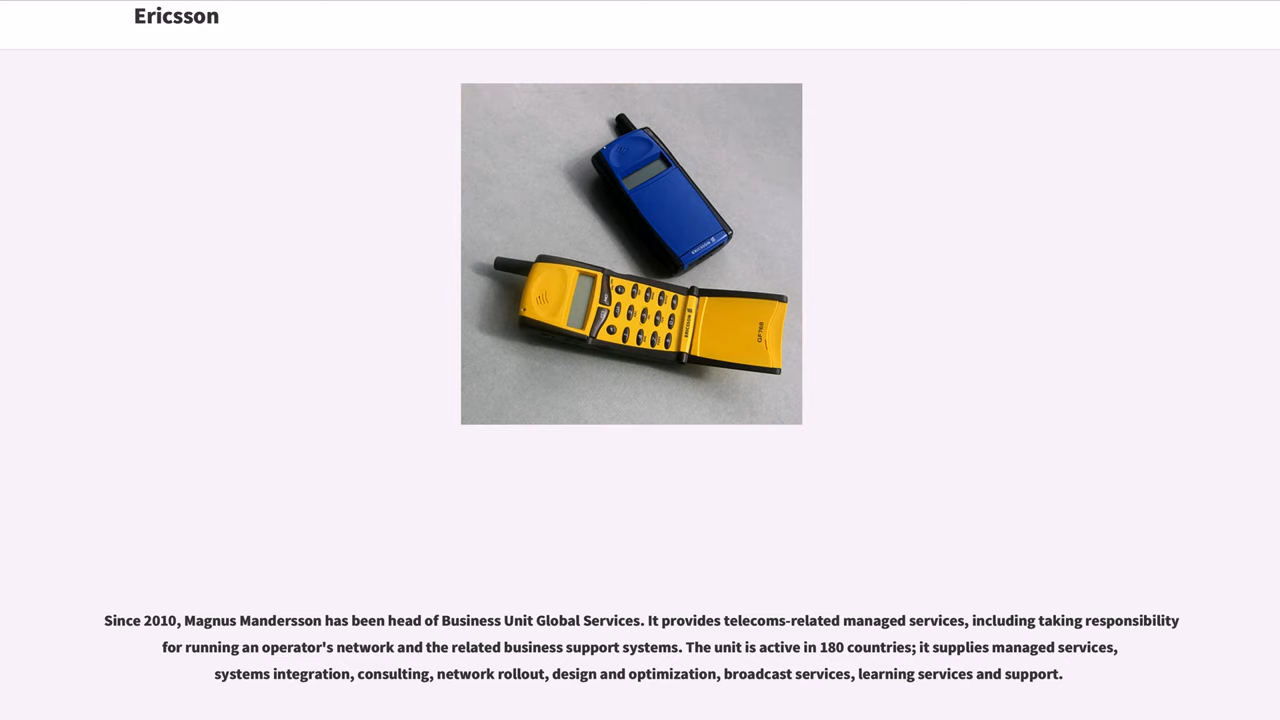 Ericsson
ERICSSON
ERICSSON
GF768
Since 2010, Magnus Mandersson has been head of Business Unit Global Services. It provides telecoms-related managed services, including taking responsibility
for running an operator's network and the related business support systems. The unit is active in 180 countries; it supplies managed services,
systems integration, consulting, network rollout, design and optimization, broadcast services, learning services and support.